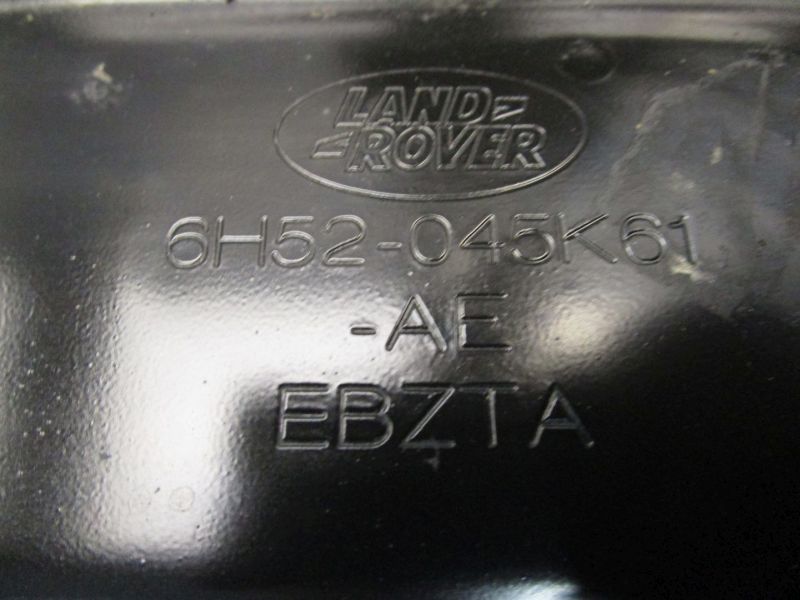 LAND
ROVER
6H52-045K61
-AE
EBZTA